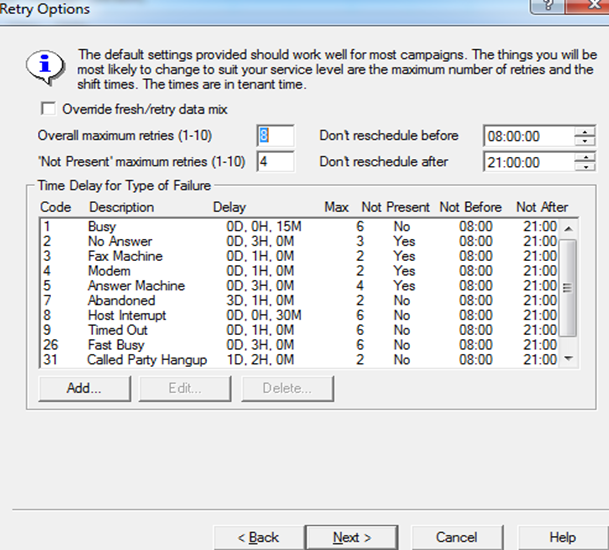 Retry Options
The default settings provided should work well for most campaigns. The things you will be
most likely to change to suit your service level are the maximum number of retries and the
shift times. The times are in tenant time.
Override fresh/retry data mix
Overall maximum retries (1-10) 8 Don't reschedule before 08:00:00
'Not Present' maximum retries (1-10) 4 Don't reschedule after 21:00:00
Time Delay for Type of Failure
Code Description Delay Max Not Present Not Before Not After
1 Busy 0D, 0H, 15M 6 No 08:00 21:00
2 No Answer 0D, 3H, 0M 3 Yes 08:00 21:00
3 Fax Machine 0D, 1H, 0M 2 Yes 08:00 21:00
4 Modem 0D, 1H, 0M 2 Yes 08:00 21:00
5 Answer Machine 0D, 3H, 0M 4 Yes 08:00 21:00
7 Abandoned 3D, 1H, 0M 2 No 08:00 21:00
8 Host Interrupt 0D, 0H, 30M 6 No 08:00 21:00
9 Timed Out 0D, 1H, 0M 6 No 08:00 21:00
26 Fast Busy 0D, 3H, 0M 6 No 08:00 21:00
31 Called Party Hangup 1D, 2H, 0M 2 No 08:00 21:00
Add... Edit... Delete...
< Back Next > Cancel Help